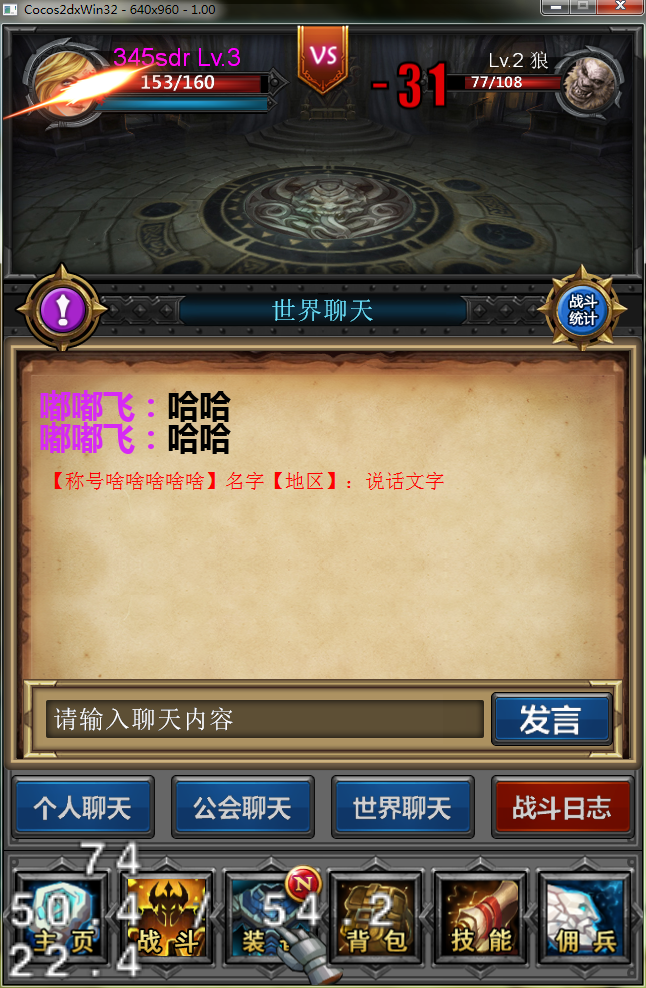 Cocos2dxWin32 - 640x960 - 1.00
345sdr Lv.3
153/160
VS
-31
Lv.2 狼
77/108
世界聊天
战斗
统计
嘟嘟飞：哈哈
嘟嘟飞：哈哈
【称号啥啥啥啥啥】名字【地区】：说话文字
请输入聊天内容
发言
个人聊天
公会聊天
世界聊天
战斗日志
N
74
50.4 / 54.2
22.4
主页
战斗
装
背包
技能
佣兵